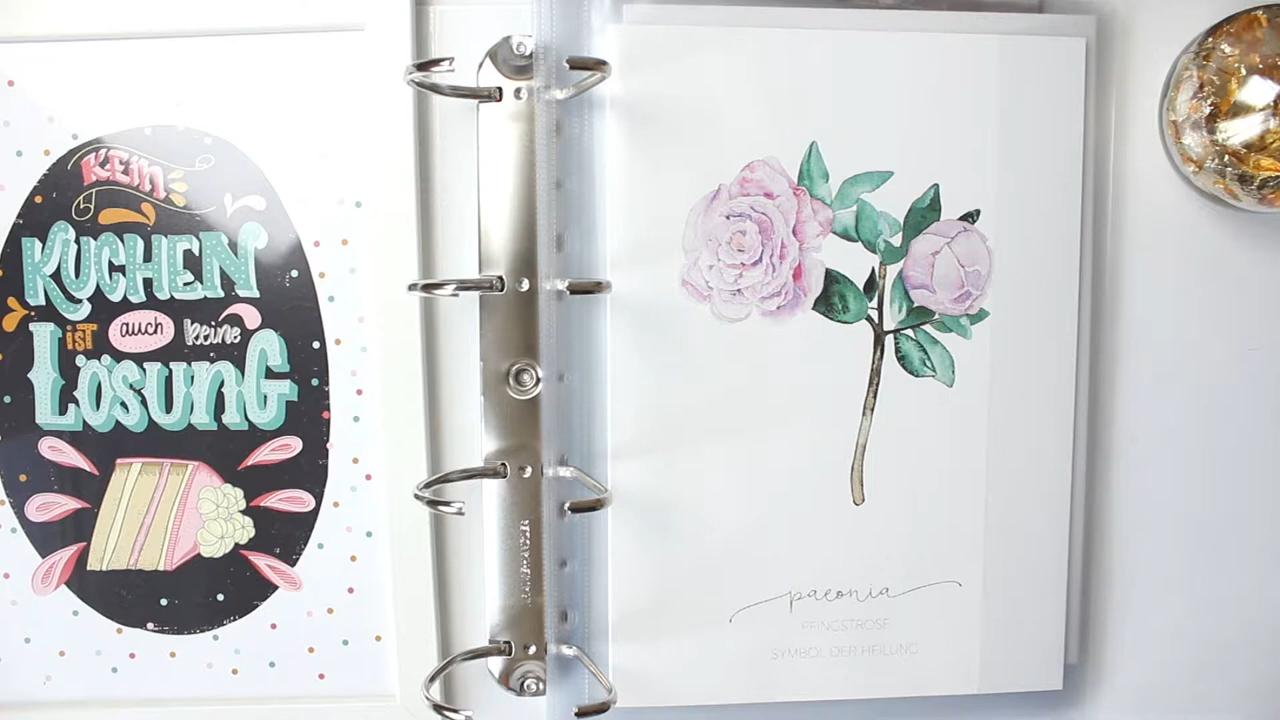 KEIN
KUCHEN
iST auch keine
LÖSUNG
paeonia
PFINGSTROSE
SYMBOL DER HEILUNG